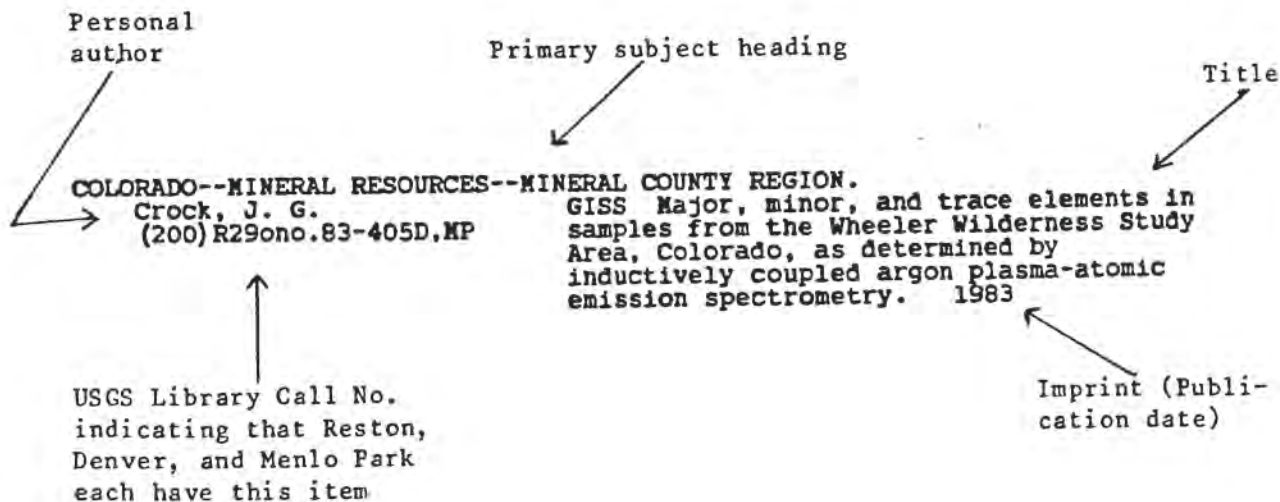 Personal
author
Primary subject heading
Title
COLORADO--MINERAL RESOURCES--MINERAL COUNTY REGION.
Crock, J. G.
(200)R29ono.83-405D,MP
GISS Major, minor, and trace elements in
samples from the Wheeler Wilderness Study
Area, Colorado, as determined by
inductively coupled argon plasma-atomic
emission spectrometry. 1983
USGS Library Call No.
indicating that Reston,
Denver, and Menlo Park
each have this item
Imprint (Publi-
cation date)